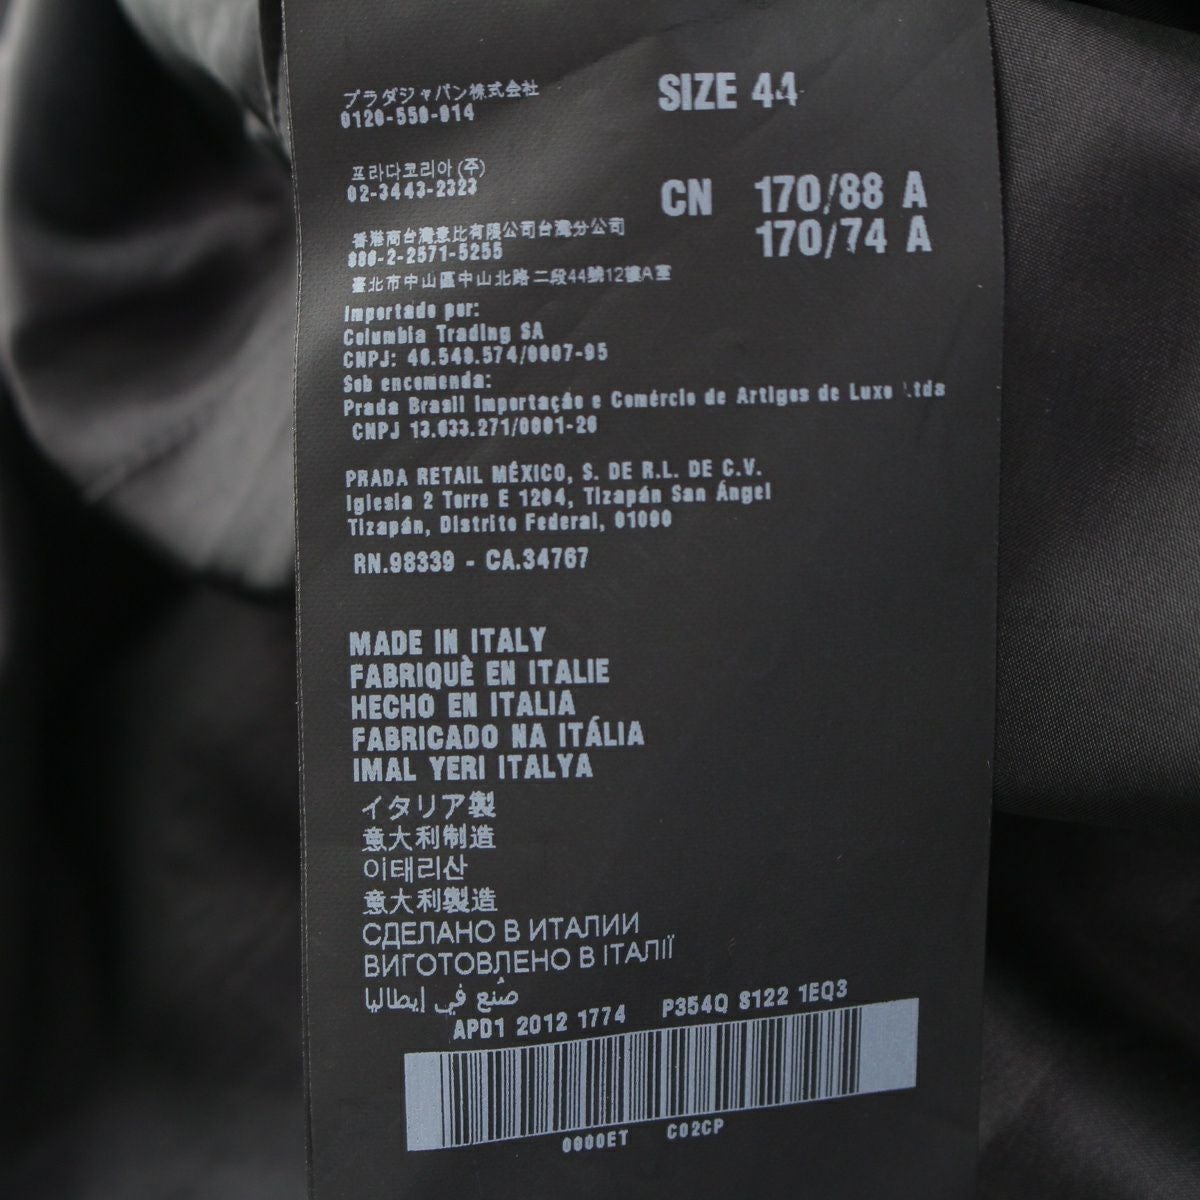 プラダジャパン株式会社
0120-559-914
프라다코리아(주)
02-3443-2323
香港商台灣意比有限公司台灣分公司
886-2-2571-5255
臺北市中山區中山北路二段44號12樓A室
Importado por:
Columbia Trading SA
CNPJ: 46.548.574/0007-95
Sob encomenda:
Prada Brasil Importação e Comércio de Artigos de Luxo Ltda
CNPJ 13.033.271/0001-20
PRADA RETAIL MÉXICO, S. DE R.L. DE C.V.
Iglesia 2 Torre E 1204, Tizapán San Ángel
Tizapán, Distrito Federal, 01090
RN.98339 - CA.34767
SIZE 44
CN 170/88 A
170/74 A
MADE IN ITALY
FABRIQUÈ EN ITALIE
HECHO EN ITALIA
FABRICADO NA ITÁLIA
IMAL YERI ITALYA
イタリア製
意大利制造
이태리산
意大利製造
СДЕЛАНО В ИТАЛИИ
ВИГОТОВЛЕНО В ІТАЛІЇ
صُنع في إيطاليا
APD1 2012 1774 P354Q S122 1EQ3
0000ET C02CP